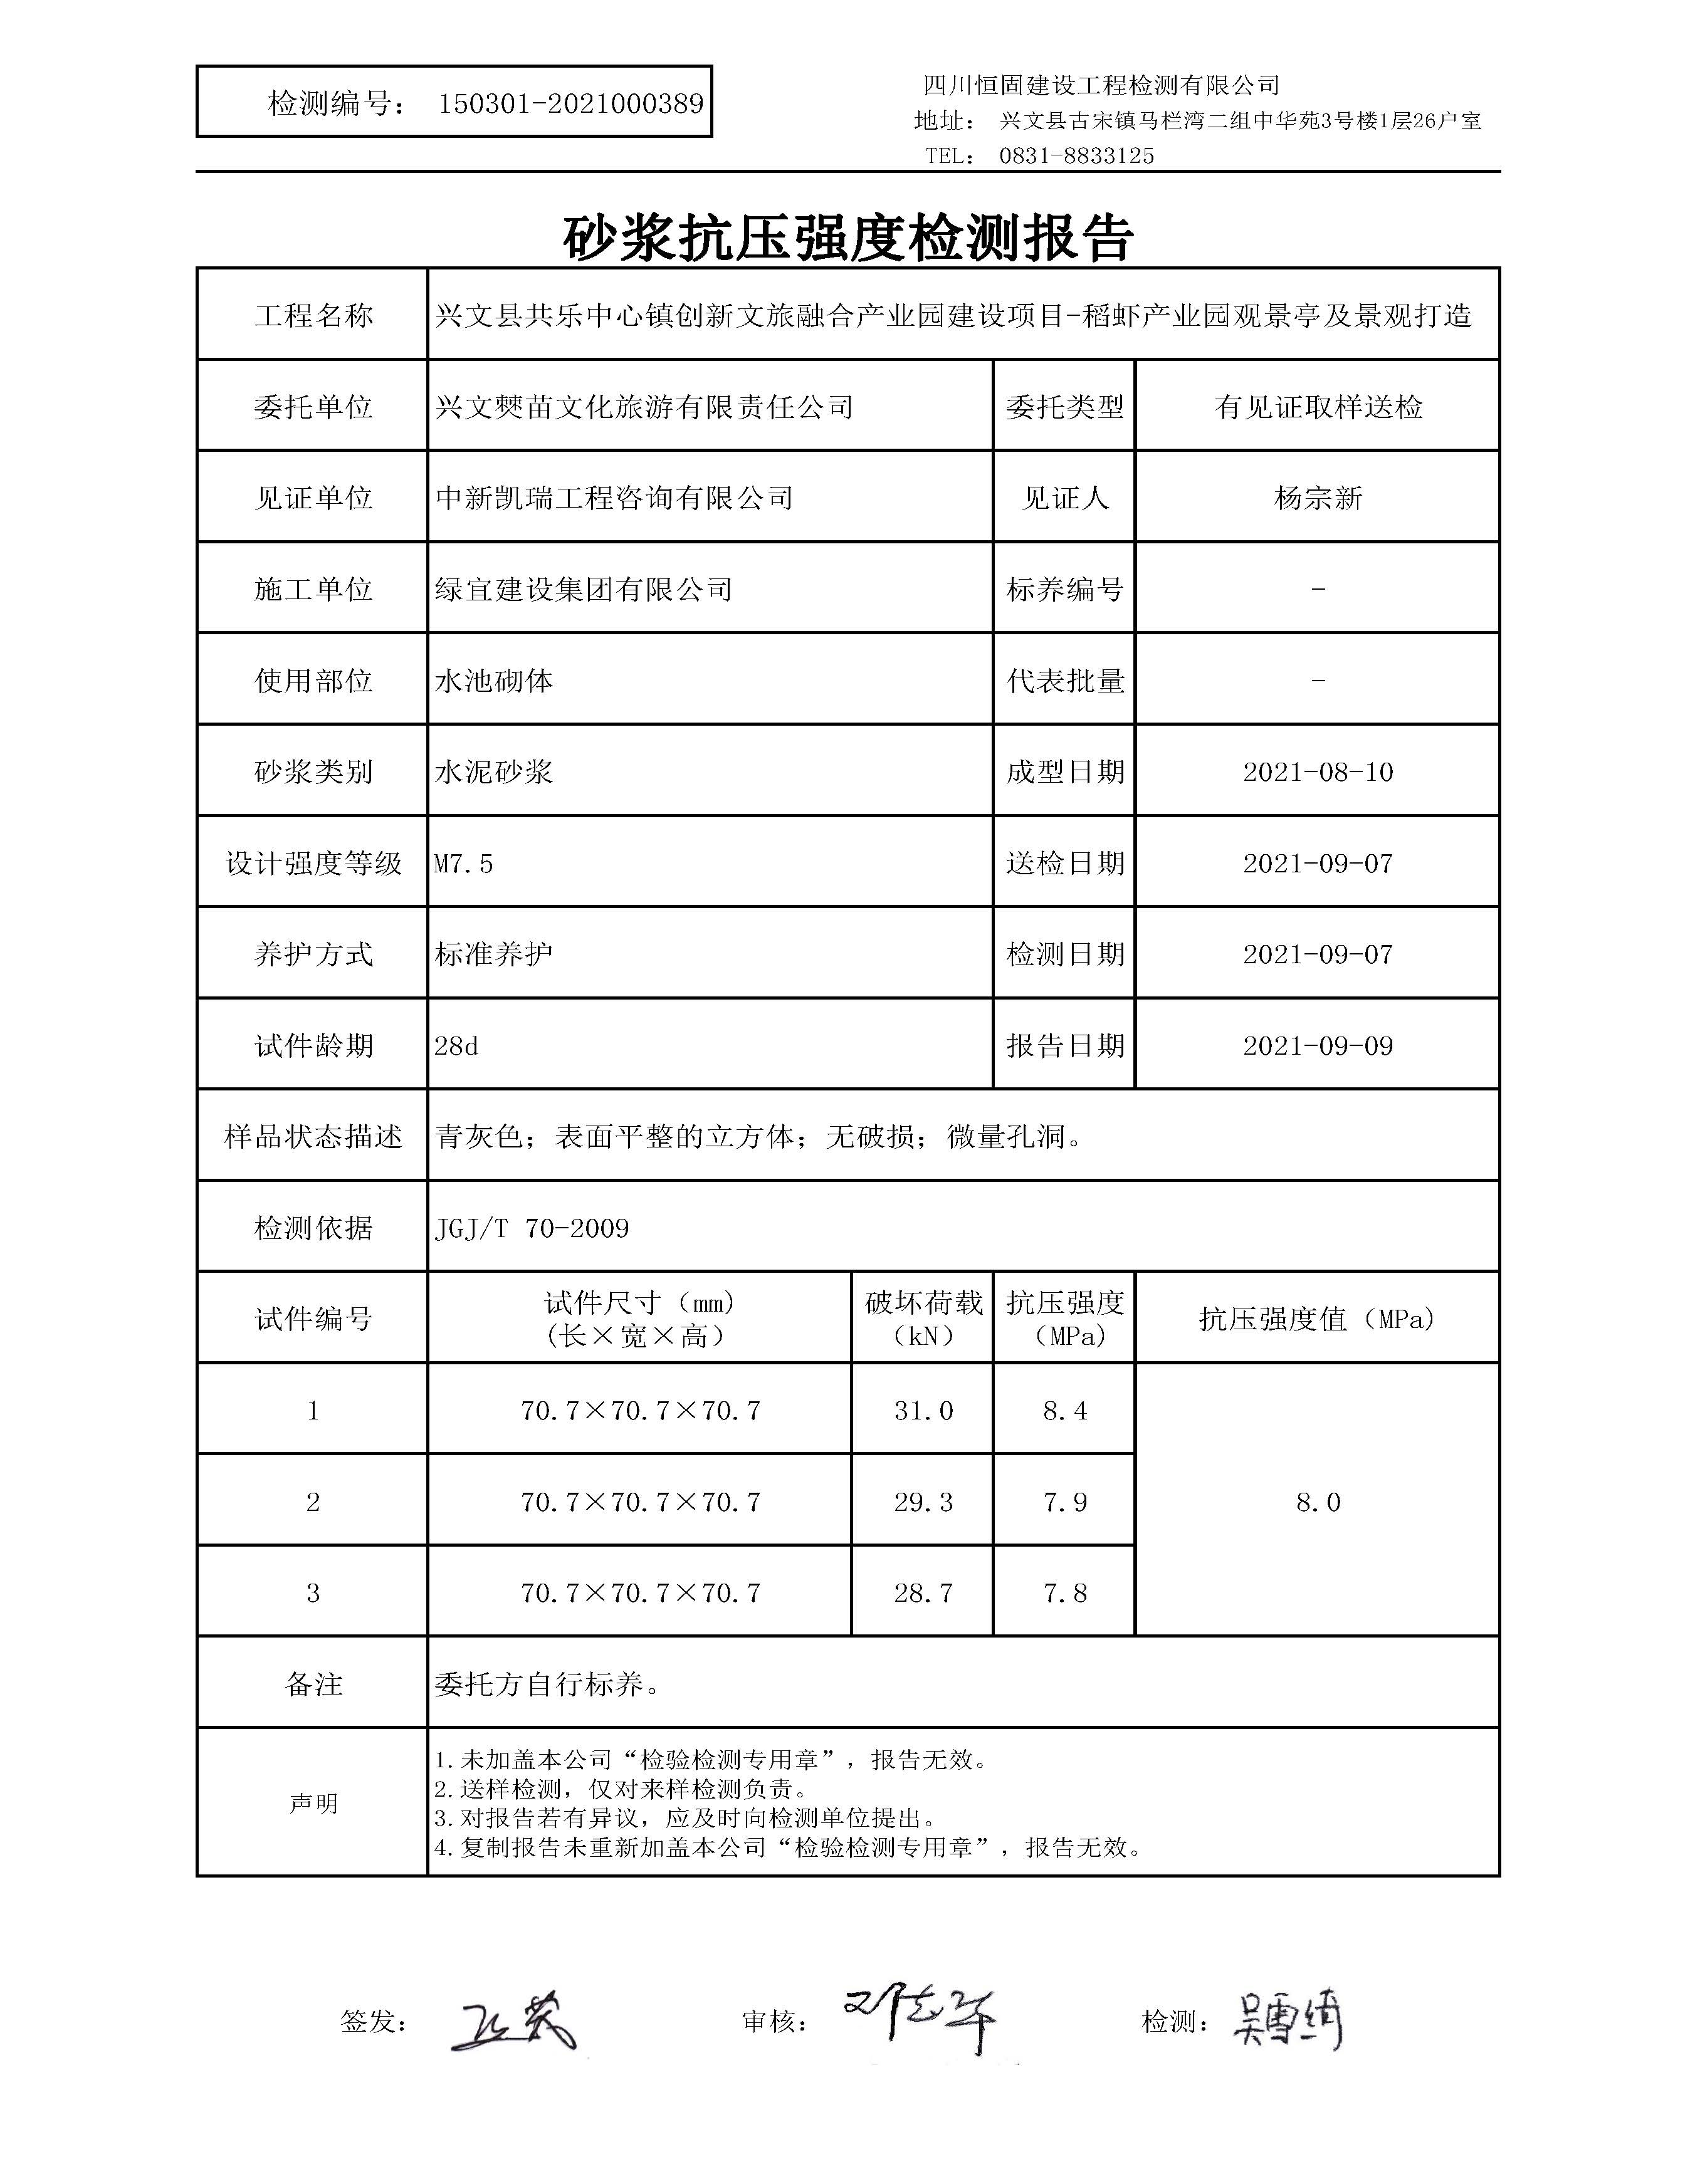 检测编号： 150301-2021000389
四川恒固建设工程检测有限公司
地址： 兴文县古宋镇马栏湾二组中华苑3号楼1层26户室
TEL： 0831-8833125
砂浆抗压强度检测报告
工程名称 兴文县共乐中心镇创新文旅融合产业园建设项目-稻虾产业园观景亭及景观打造
委托单位 兴文僰苗文化旅游有限责任公司 委托类型 有见证取样送检
见证单位 中新凯瑞工程咨询有限公司 见证人 杨宗新
施工单位 绿宜建设集团有限公司 标养编号 -
使用部位 水池砌体 代表批量 -
砂浆类别 水泥砂浆 成型日期 2021-08-10
设计强度等级 M7.5 送检日期 2021-09-07
养护方式 标准养护 检测日期 2021-09-07
试件龄期 28d 报告日期 2021-09-09
样品状态描述 青灰色；表面平整的立方体；无破损；微量孔洞。
检测依据 JGJ/T 70-2009
试件编号 试件尺寸（mm) (长×宽×高） 破坏荷载（kN） 抗压强度（MPa) 抗压强度值（MPa)
1 70.7×70.7×70.7 31.0 8.4
2 70.7×70.7×70.7 29.3 7.9 8.0
3 70.7×70.7×70.7 28.7 7.8
备注 委托方自行标养。
声明
1.未加盖本公司“检验检测专用章”，报告无效。
2.送样检测，仅对来样检测负责。
3.对报告若有异议，应及时向检测单位提出。
4.复制报告未重新加盖本公司“检验检测专用章”，报告无效。
签发： 审核： 检测：吴雪绮